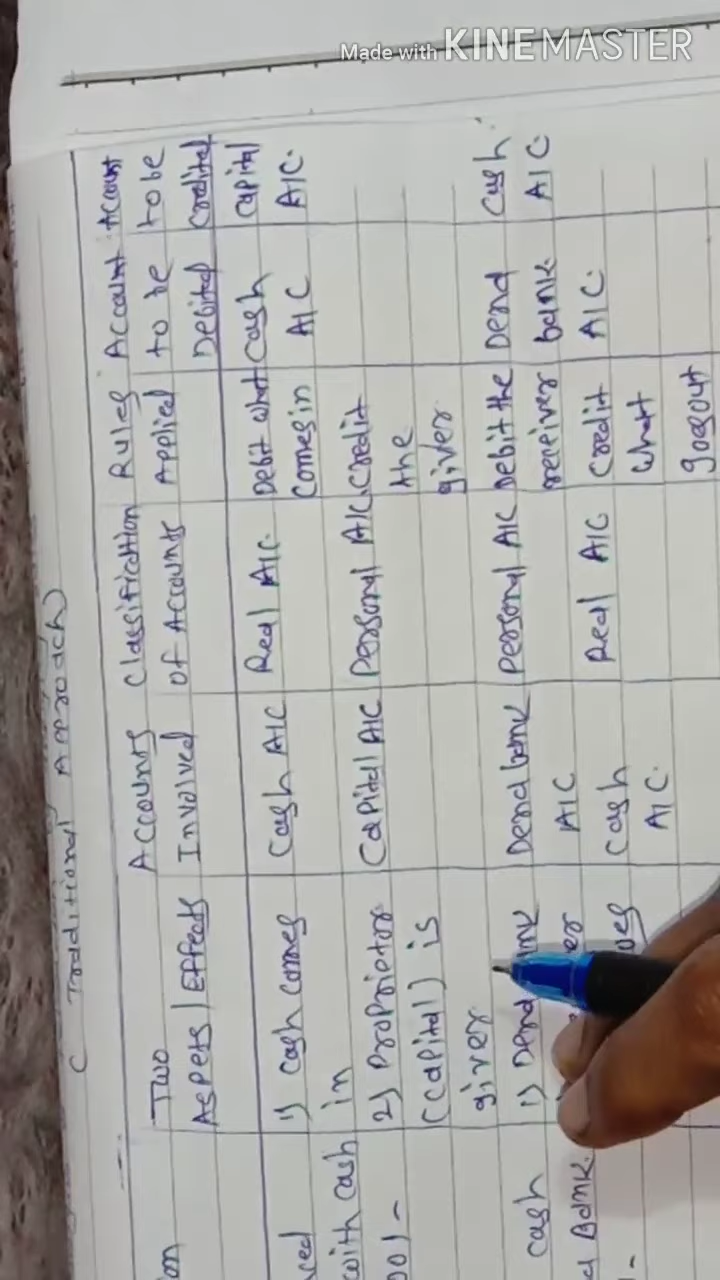 Made with KINEMASTER
( Traditional Approach)
Two
Aspets / Effects
Accounts
Involved
Classification
of Accounts
Rules
Applied
Account
to be
Debited
Account
to be
Credited
with cash
1) cash comes
in
2) Proprietor
(capital) is
giver
Cash A/C
Capital A/C
Real A/C.
Personal A/C.
Debit what
comes in
credit
the
giver.
Cash
A/C
Capital
A/C.
cash
Bank.
1) Dena
Dena bank
A/C
cash
A/C.
Personal A/C
Real A/C
Debit the
receiver
Credit
what
goes out
Dena
bank
A/C.
cash
A/C